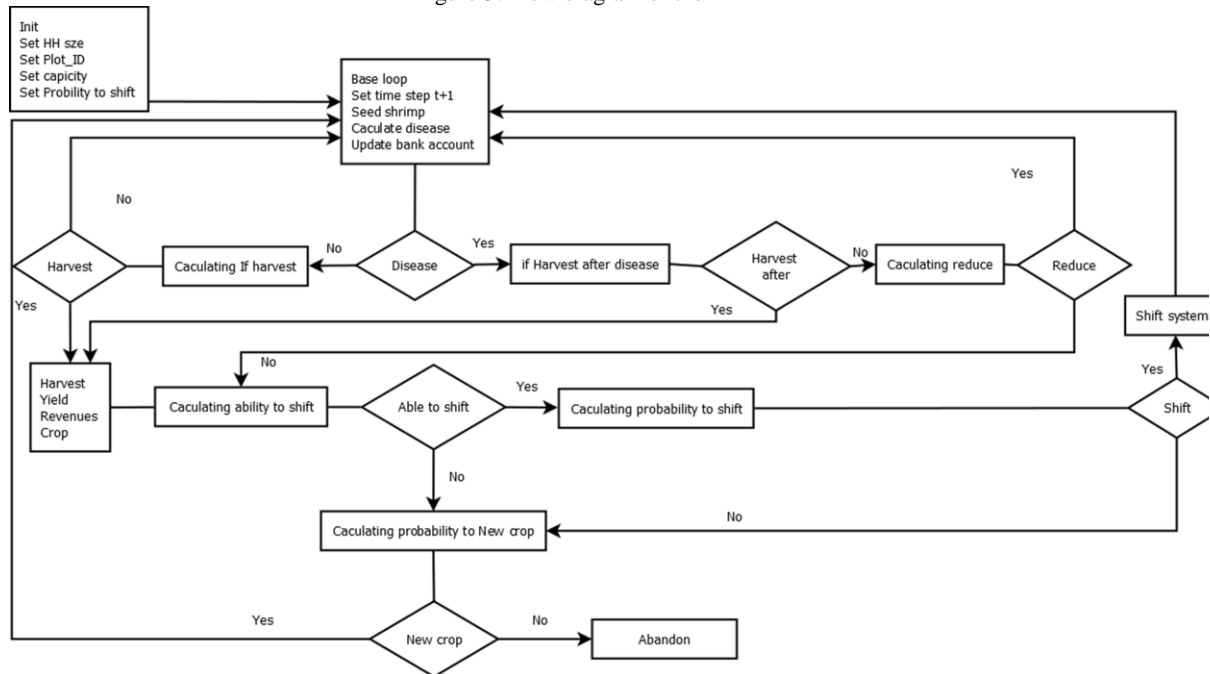 Init
Set HH sze
Set Plot_ID
Set capicity
Set Probility to shift
Base loop
Set time step t+1
Seed shrimp
Caculate disease
Update bank account
No
Yes
Harvest
Caculating If harvest
No
Disease
Yes
if Harvest after disease
Harvest
after
No
Caculating reduce
Reduce
Yes
Yes
Shift system
No
Yes
Harvest
Yield
Revenues
Crop
Caculating ability to shift
Able to shift
Yes
Caculating probability to shift
Shift
No
Caculating probability to New crop
No
Yes
New crop
No
Abandon